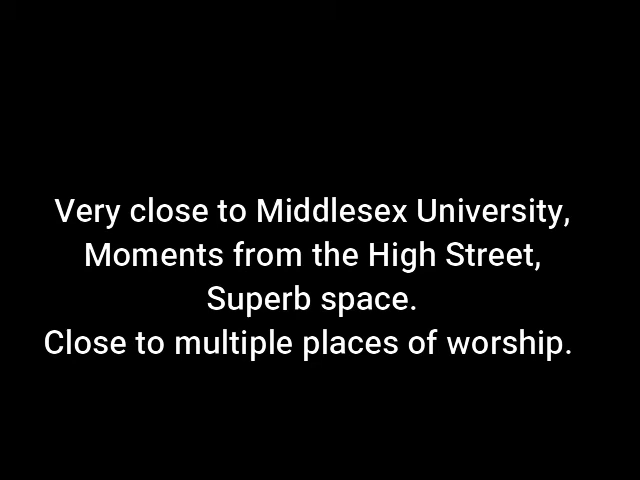 Very close to Middlesex University,
Moments from the High Street,
Superb space.
Close to multiple places of worship.